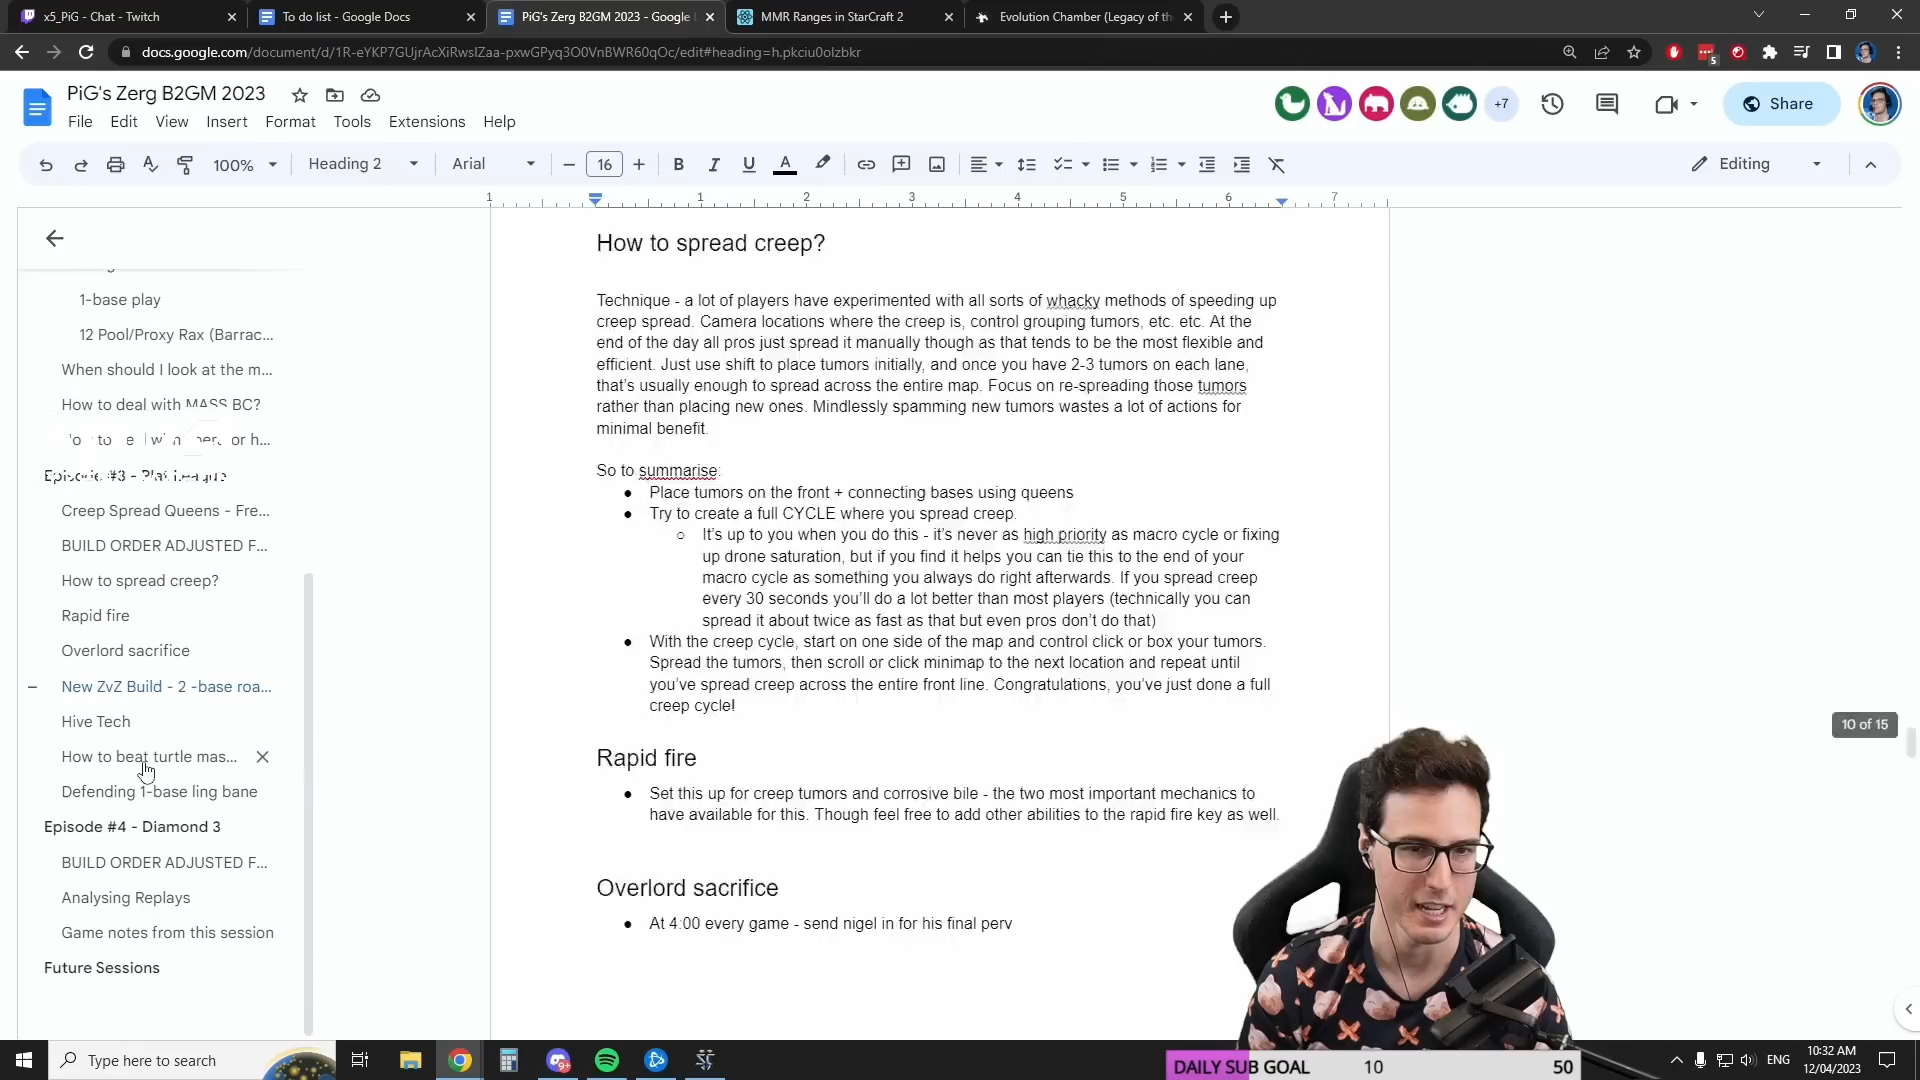 x5_PiG - Chat - Twitch
To do list - Google Docs
PiG's Zerg B2GM 2023 - Google
MMR Ranges in StarCraft 2
Evolution Chamber (Legacy of th
docs.google.com/document/d/1R-eYKP7GUjrAcXiRwsIZaa-pxwGPyq3O0VnBWR60qOc/edit#heading=h.pkciu0olzbkr
5
PiG's Zerg B2GM 2023
+7
Share
File Edit View Insert Format Tools Extensions Help
100% Heading 2 Arial 16 B I U A Editing
1 1 2 3 4 5 6 7
1-base play
12 Pool/Proxy Rax (Barrac...
When should I look at the m...
How to deal with MASS BC?
Episode #3 - Plat League
Creep Spread Queens - Fre...
BUILD ORDER ADJUSTED F...
How to spread creep?
Rapid fire
Overlord sacrifice
New ZvZ Build - 2 -base roa...
Hive Tech
How to beat turtle mas...
Defending 1-base ling bane
Episode #4 - Diamond 3
BUILD ORDER ADJUSTED F...
Analysing Replays
Game notes from this session
Future Sessions
How to spread creep?
Technique - a lot of players have experimented with all sorts of whacky methods of speeding up
creep spread. Camera locations where the creep is, control grouping tumors, etc. etc. At the
end of the day all pros just spread it manually though as that tends to be the most flexible and
efficient. Just use shift to place tumors initially, and once you have 2-3 tumors on each lane,
that's usually enough to spread across the entire map. Focus on re-spreading those tumors
rather than placing new ones. Mindlessly spamming new tumors wastes a lot of actions for
minimal benefit.
So to summarise:
● Place tumors on the front + connecting bases using queens
● Try to create a full CYCLE where you spread creep.
○ It's up to you when you do this - it's never as high priority as macro cycle or fixing
up drone saturation, but if you find it helps you can tie this to the end of your
macro cycle as something you always do right afterwards. If you spread creep
every 30 seconds you'll do a lot better than most players (technically you can
spread it about twice as fast as that but even pros don't do that)
● With the creep cycle, start on one side of the map and control click or box your tumors.
Spread the tumors, then scroll or click minimap to the next location and repeat until
you've spread creep across the entire front line. Congratulations, you've just done a full
creep cycle!
Rapid fire
● Set this up for creep tumors and corrosive bile - the two most important mechanics to
have available for this. Though feel free to add other abilities to the rapid fire key as well.
Overlord sacrifice
● At 4:00 every game - send nigel in for his final perv
10 of 15
Type here to search
9+
DAILY SUB GOAL 10 50
ENG
10:32 AM
12/04/2023